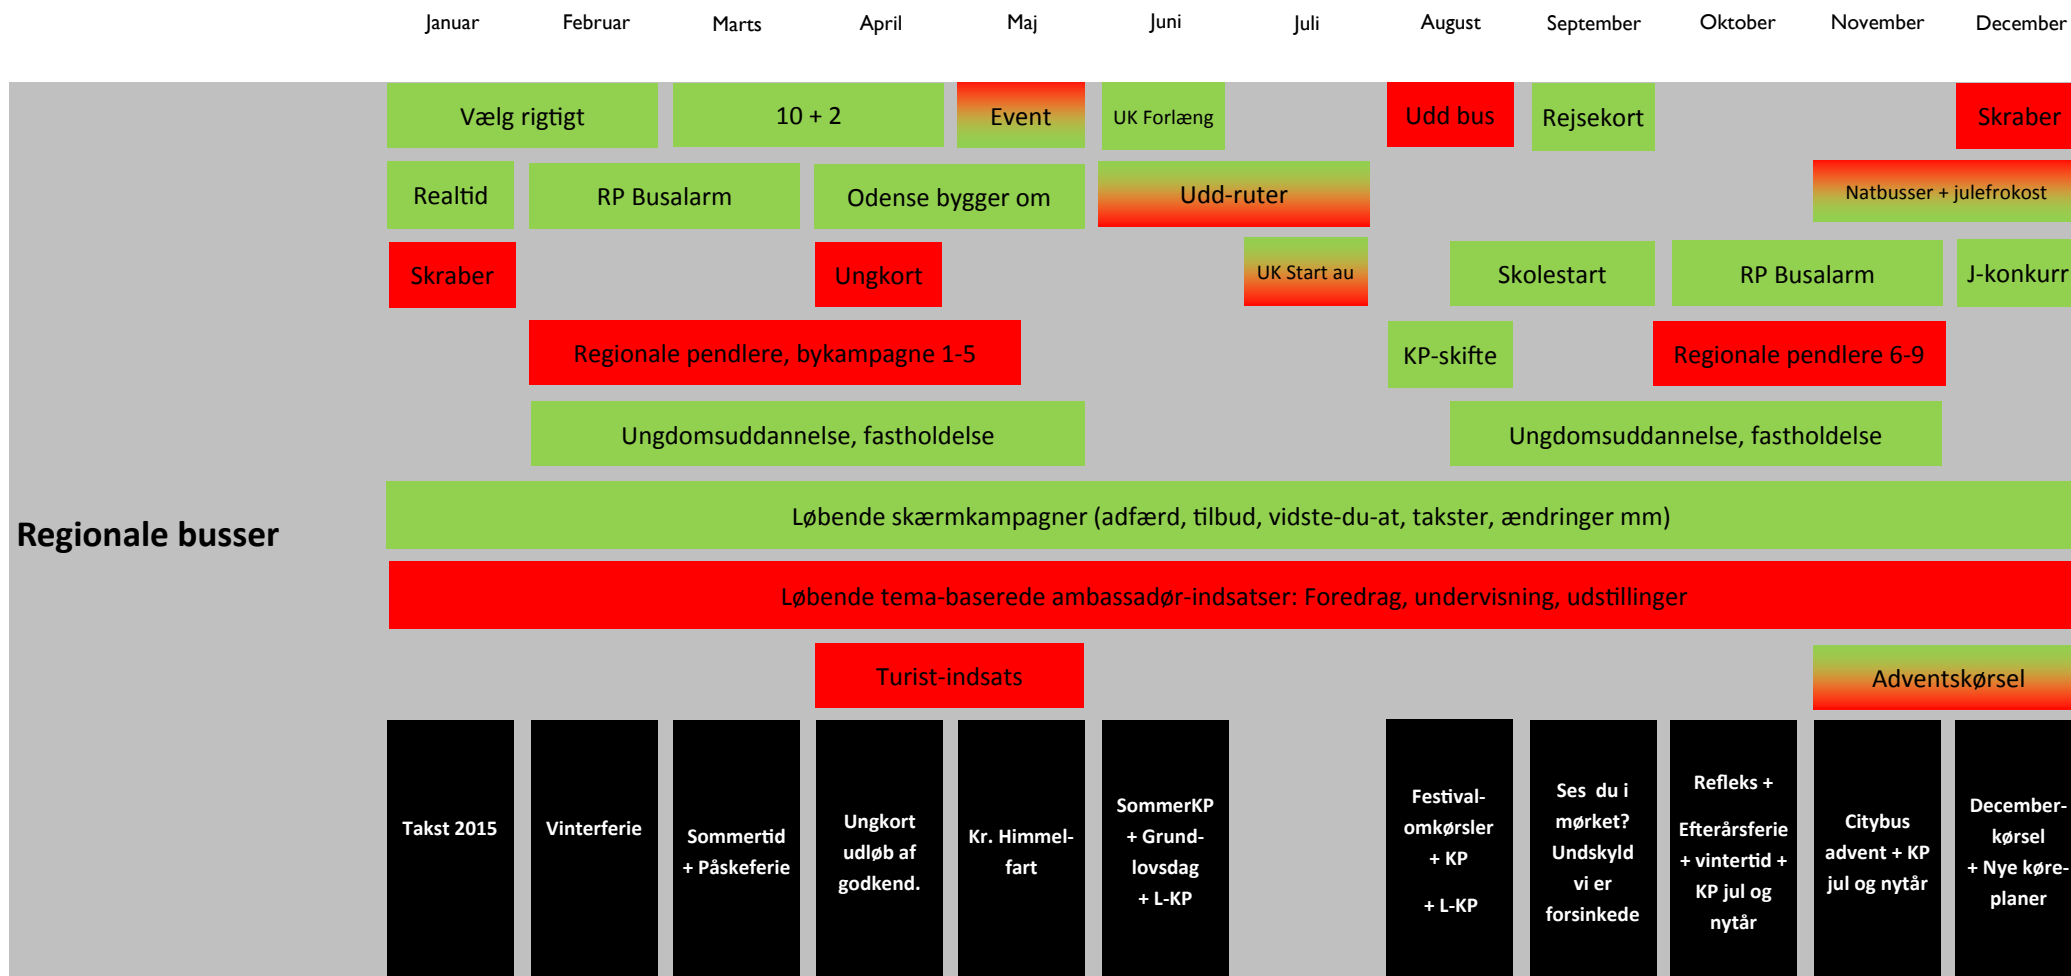 Januar Februar Marts April Maj Juni Juli August September Oktober November December
Vælg rigtigt 10 + 2 Event UK Forlæng Udd bus Rejsekort Skraber
Realtid RP Busalarm Odense bygger om Udd-ruter Natbusser + julefrokost
Skraber Ungkort UK Start au Skolestart RP Busalarm J-konkurr
Regionale pendlere, bykampagne 1-5 KP-skifte Regionale pendlere 6-9
Ungdomsuddannelse, fastholdelse Ungdomsuddannelse, fastholdelse
Løbende skærmkampagner (adfærd, tilbud, vidste-du-at, takster, ændringer mm)
Regionale busser
Løbende tema-baserede ambassadør-indsatser: Foredrag, undervisning, udstillinger
Turist-indsats Adventskørsel
Takst 2015
Vinterferie
Sommertid
+ Påskeferie
Ungkort
udløb af
godkend.
Kr. Himmel-
fart
SommerKP
+ Grund-
lovsdag
+ L-KP
Festival-
omkørsler
+ KP
+ L-KP
Ses du i
mørket?
Undskyld
vi er
forsinkede
Refleks +
Efterårsferie
+ vintertid +
KP jul og
nytår
Citybus
advent + KP
jul og nytår
December-
kørsel
+ Nye køre-
planer